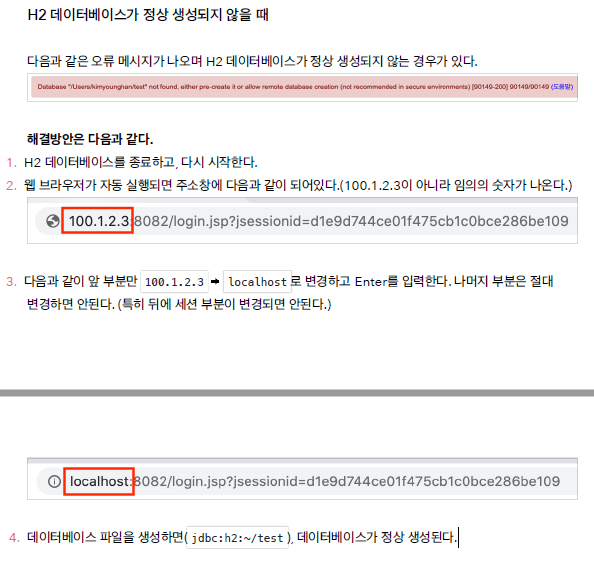 H2 데이터베이스가 정상 생성되지 않을 때
다음과 같은 오류 메시지가 나오며 H2 데이터베이스가 정상 생성되지 않는 경우가 있다.
Database "/Users/kimyounghan/test" not found, either pre-create it or allow remote database creation (not recommended in secure environments) [90149-200] 90149/90149 (도움말)
해결방안은 다음과 같다.
1. H2 데이터베이스를 종료하고, 다시 시작한다.
2. 웹 브라우저가 자동 실행되면 주소창에 다음과 같이 되어있다.(100.1.2.3이 아니라 임의의 숫자가 나온다.)
100.1.2.3:8082/login.jsp?jsessionid=d1e9d744ce01f475cb1c0bce286be109
3. 다음과 같이 앞 부분만 100.1.2.3 ➡ localhost 로 변경하고 Enter를 입력한다. 나머지 부분은 절대
변경하면 안된다. (특히 뒤에 세션 부분이 변경되면 안된다.)
localhost:8082/login.jsp?jsessionid=d1e9d744ce01f475cb1c0bce286be109
4. 데이터베이스 파일을 생성하면( jdbc:h2:~/test ), 데이터베이스가 정상 생성된다.